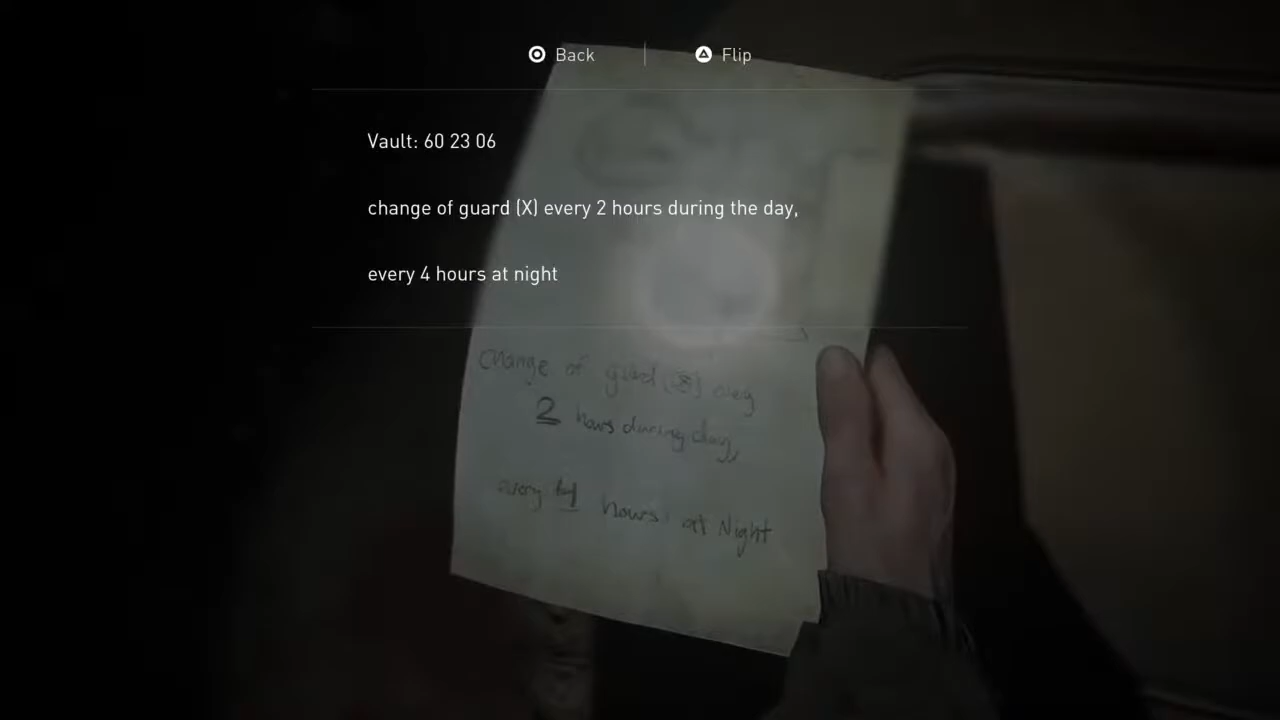 Back
Flip
Vault: 60 23 06
change of guard (X) every 2 hours during the day,
every 4 hours at night
Change of guard
2 hours during day,
every 4 hours at Night